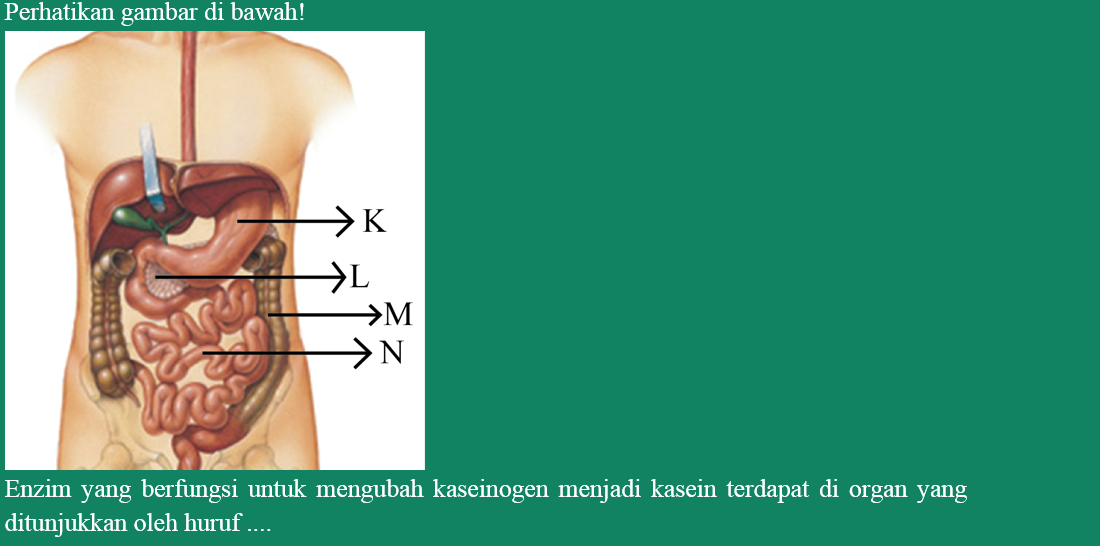 Perhatikan gambar di bawah!
K
L
M
N
Enzim yang berfungsi untuk mengubah kaseinogen menjadi kasein terdapat di organ yang
ditunjukkan oleh huruf ....